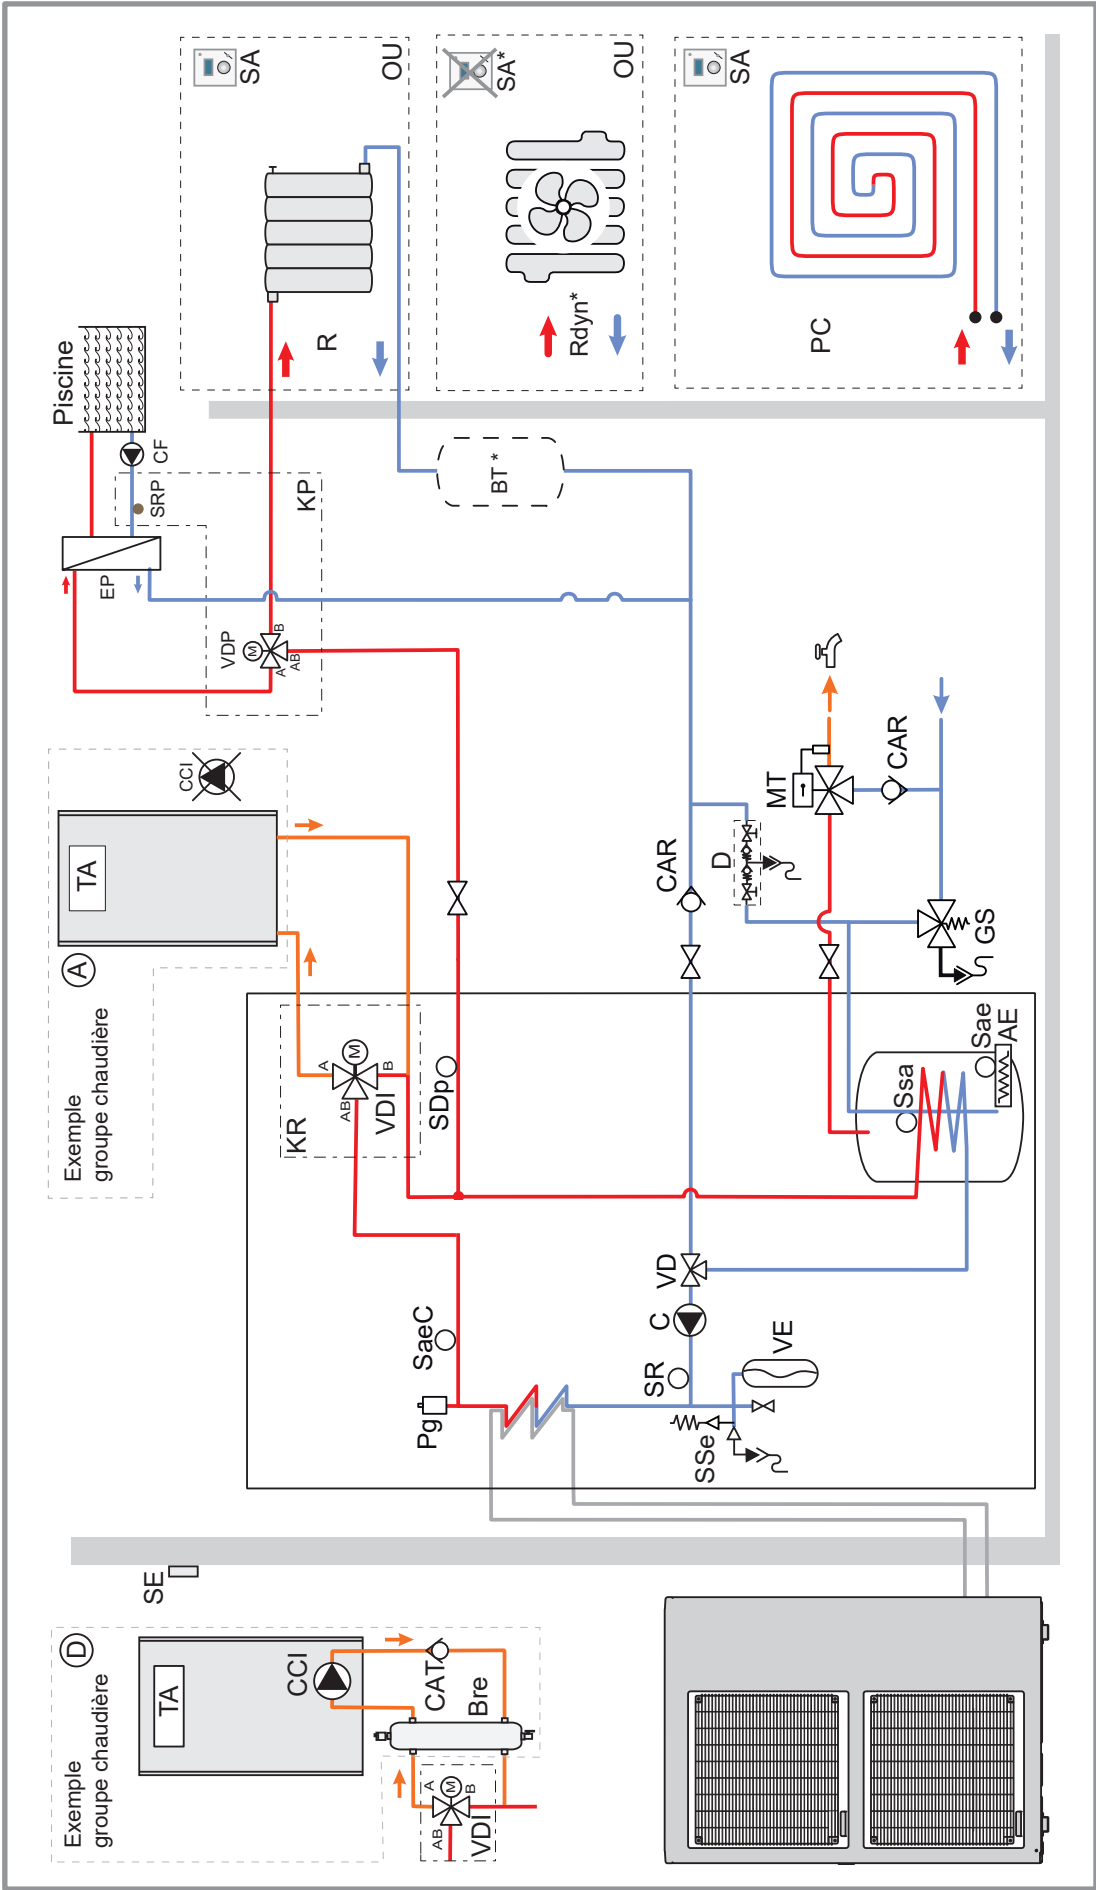 Exemple
groupe chaudière
D
TA
CCI
CAT
Bre
A
M
B
AB
VDI
SE
Exemple
groupe chaudière
A
TA
CCI
KR
A
M
B
AB
VDI
SDp
SaeC
Pg
SR
C
VD
SSe
VE
Ssa
Sae
AE
CAR
D
MT
CAR
GS
Piscine
CF
SRP
EP
KP
VDP
M
A
B
AB
BT *
R
SA
OU
Rdyn*
SA*
OU
PC
SA